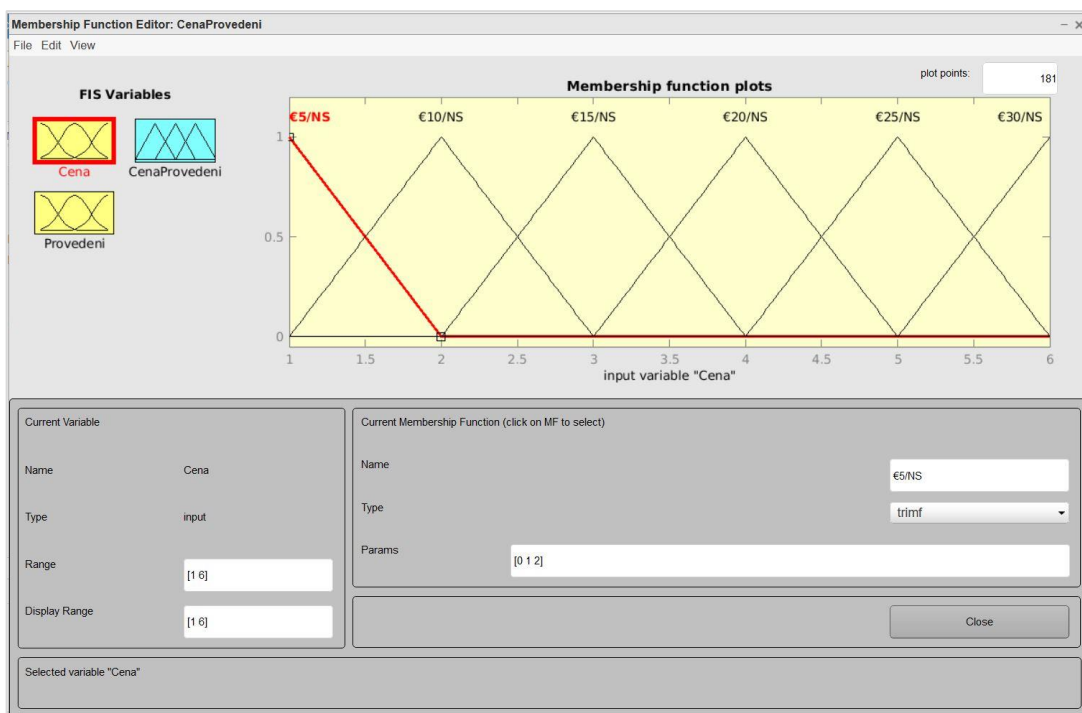 Membership Function Editor: CenaProvedeni
File Edit View
plot points: 181
FIS Variables
Membership function plots
€5/NS €10/NS €15/NS €20/NS €25/NS €30/NS
Cena
CenaProvedeni
Provedeni
1
0.5
0
1 1.5 2 2.5 3 3.5 4 4.5 5 5.5 6
input variable "Cena"
Current Variable
Name Cena
Type input
Range [1 6]
Display Range [1 6]
Current Membership Function (click on MF to select)
Name €5/NS
Type trimf
Params [0 1 2]
Close
Selected variable "Cena"